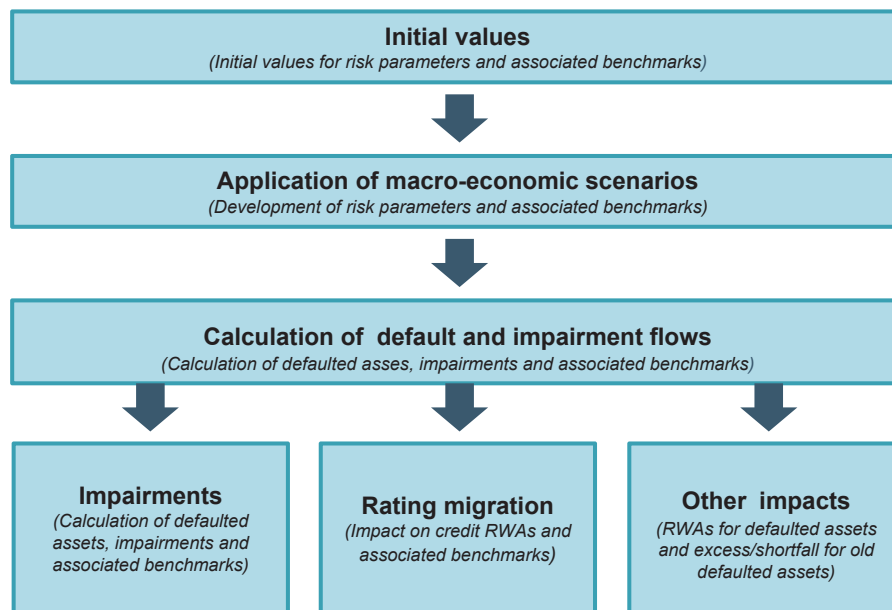 Initial values
(Initial values for risk parameters and associated benchmarks)
Application of macro-economic scenarios
(Development of risk parameters and associated benchmarks)
Calculation of default and impairment flows
(Calculation of defaulted asses, impairments and associated benchmarks)
Impairments
(Calculation of defaulted
assets, impairments and
associated benchmarks)
Rating migration
(Impact on credit RWAs and
associated benchmarks)
Other impacts
(RWAs for defaulted assets
and excess/shortfall for old
defaulted assets)